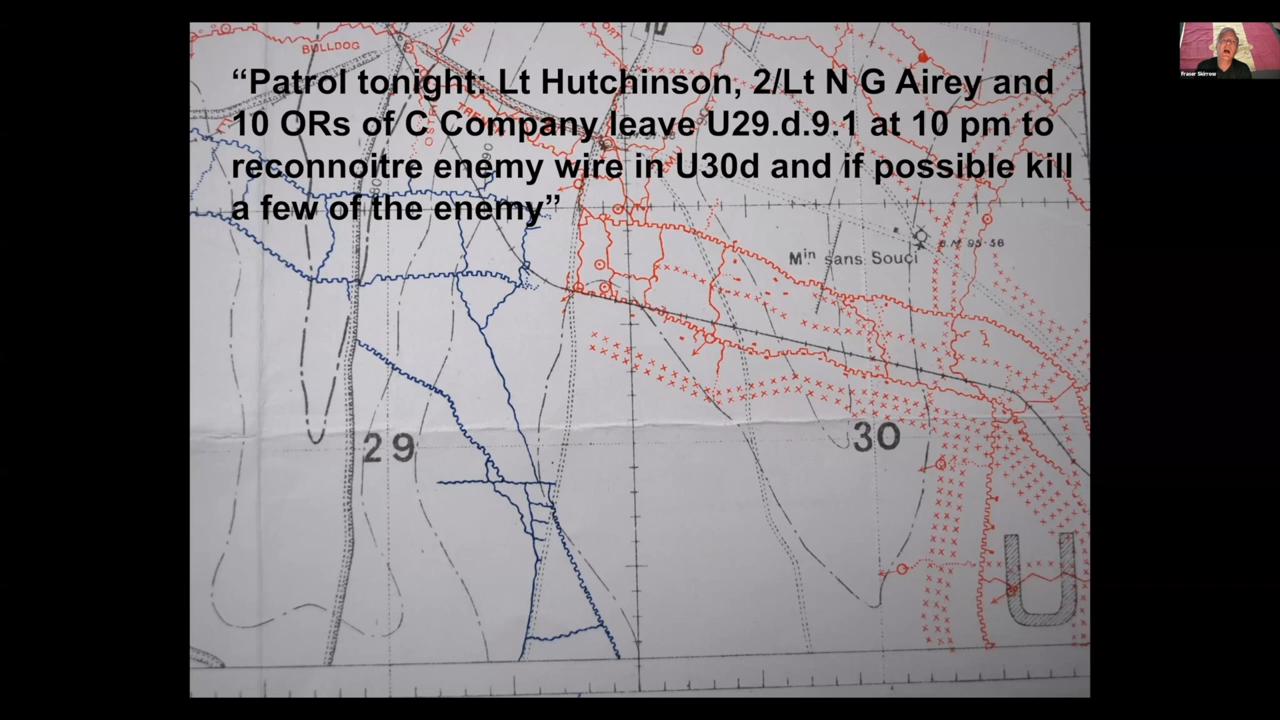 BULLDOG
“Patrol tonight: Lt Hutchinson, 2/Lt N G Airey and
10 ORs of C Company leave U29.d.9.1 at 10 pm to
reconnoitre enemy wire in U30d and if possible kill
a few of the enemy”
Min sans Souci
29
30
U
Fraser Skirrow